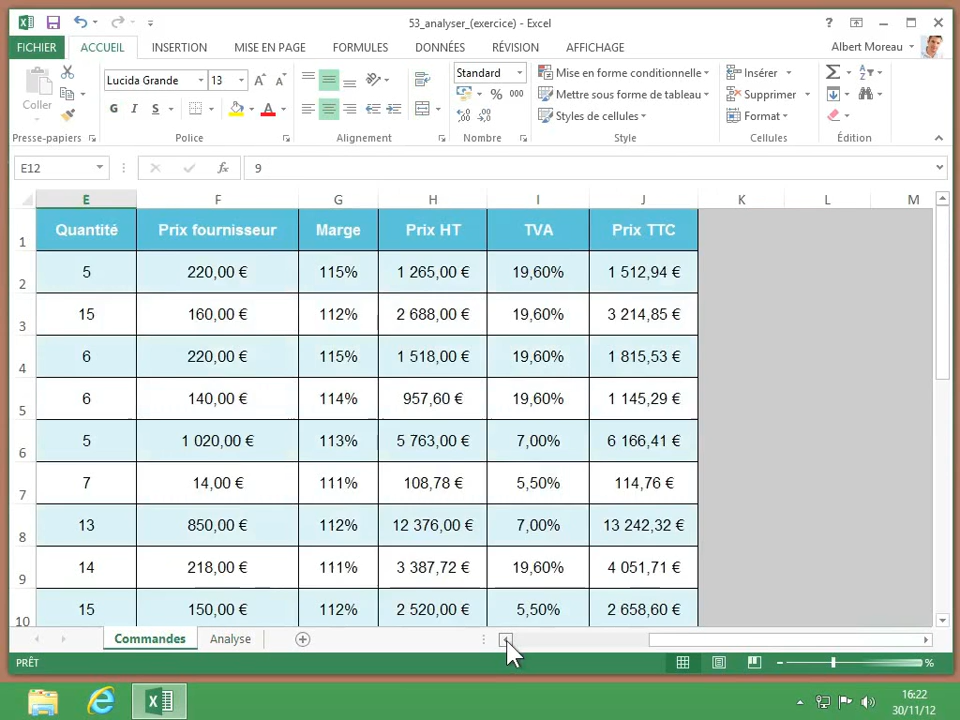 53_analyser_(exercice) - Excel
?
FICHIER ACCUEIL INSERTION MISE EN PAGE FORMULES DONNÉES RÉVISION AFFICHAGE Albert Moreau
Lucida Grande 13 Standard Mise en forme conditionnelle Insérer Σ
Coller % 000 Mettre sous forme de tableau Supprimer
G I S A Styles de cellules Format
Presse-papiers Police Alignement Nombre Style Cellules Édition
E12 fx 9
E F G H I J K L M
1 Quantité Prix fournisseur Marge Prix HT TVA Prix TTC
2 5 220,00 € 115% 1 265,00 € 19,60% 1 512,94 €
3 15 160,00 € 112% 2 688,00 € 19,60% 3 214,85 €
4 6 220,00 € 115% 1 518,00 € 19,60% 1 815,53 €
5 6 140,00 € 114% 957,60 € 19,60% 1 145,29 €
6 5 1 020,00 € 113% 5 763,00 € 7,00% 6 166,41 €
7 7 14,00 € 111% 108,78 € 5,50% 114,76 €
8 13 850,00 € 112% 12 376,00 € 7,00% 13 242,32 €
9 14 218,00 € 111% 3 387,72 € 19,60% 4 051,71 €
10 15 150,00 € 112% 2 520,00 € 5,50% 2 658,60 €
Commandes Analyse
PRÊT %
16:22
30/11/12